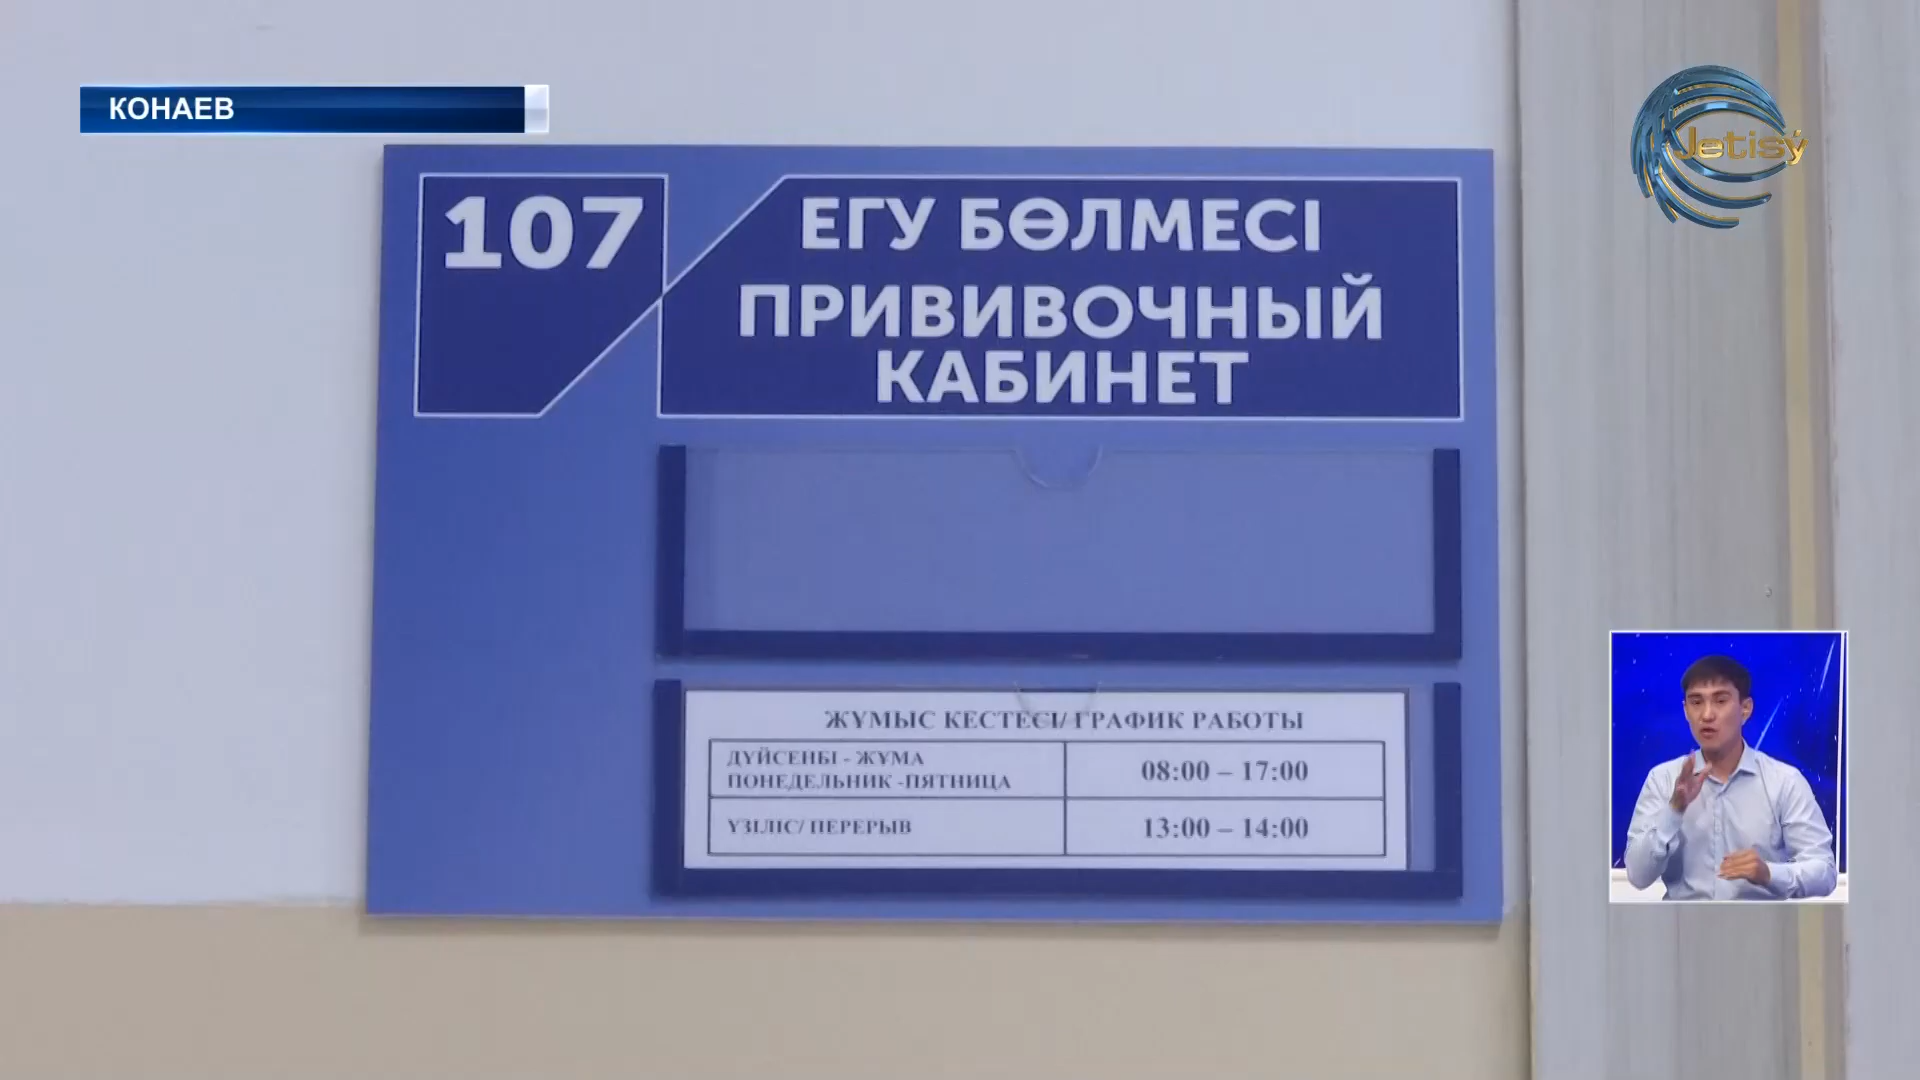 КОНАЕВ
Jetisý
107
ЕГУ БӨЛМЕСІ
ПРИВИВОЧНЫЙ
КАБИНЕТ
ЖҰМЫС КЕСТЕСІ/ ГРАФИК РАБОТЫ
ДҮЙСЕНБІ - ЖҰМА
ПОНЕДЕЛЬНИК -ПЯТНИЦА
08:00 – 17:00
ҮЗІЛІС/ ПЕРЕРЫВ
13:00 – 14:00